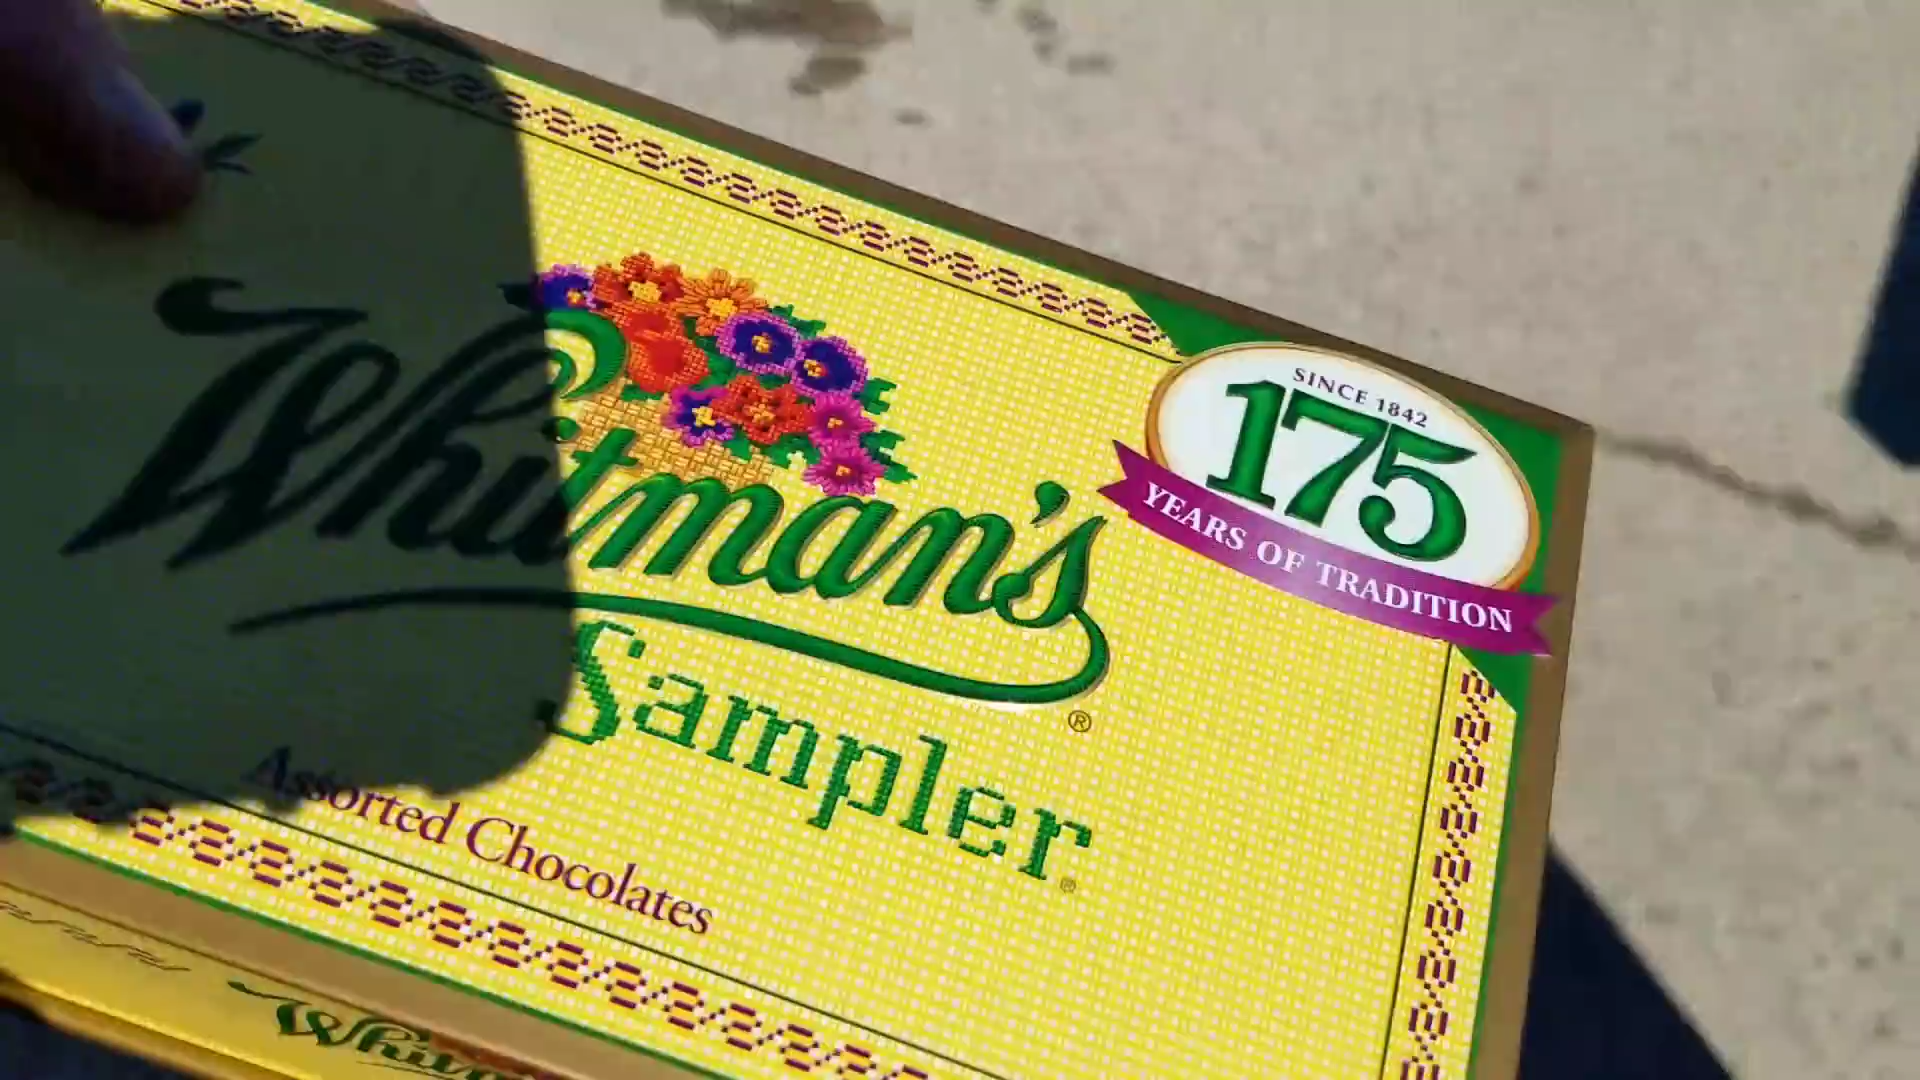 SINCE 1842
175
YEARS OF TRADITION
Whitman's
®
Sampler
®
Assorted Chocolates